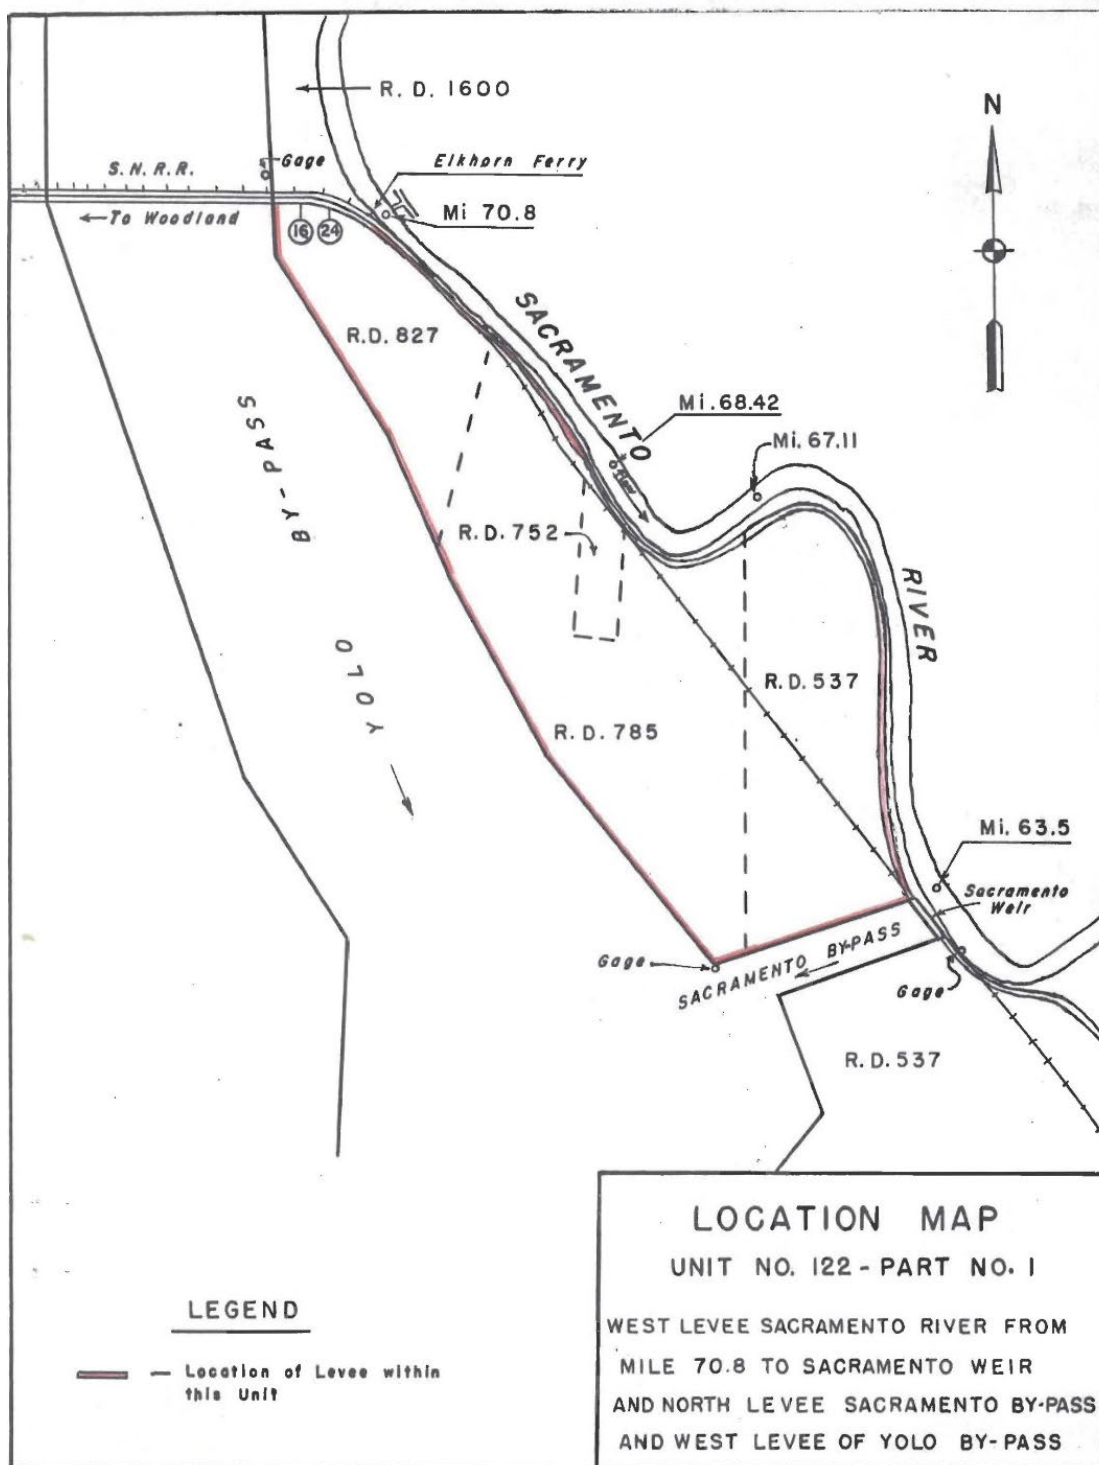 R. D. 1600
N
S. N. R. R.
Gage
Elkhorn Ferry
Mi 70.8
To Woodland
16
24
R.D. 827
SACRAMENTO
Mi. 68.42
Mi. 67.11
Flow
BY-PASS
R.D. 752
RIVER
YOLO
R.D. 537
R. D. 785
Mi. 63.5
Sacramento
Weir
Gage
SACRAMENTO BY-PASS
Gage
R. D. 537
LOCATION MAP
UNIT NO. 122 - PART NO. 1
WEST LEVEE SACRAMENTO RIVER FROM
MILE 70.8 TO SACRAMENTO WEIR
AND NORTH LEVEE SACRAMENTO BY-PASS
AND WEST LEVEE OF YOLO BY-PASS
LEGEND
— Location of Levee within
this Unit